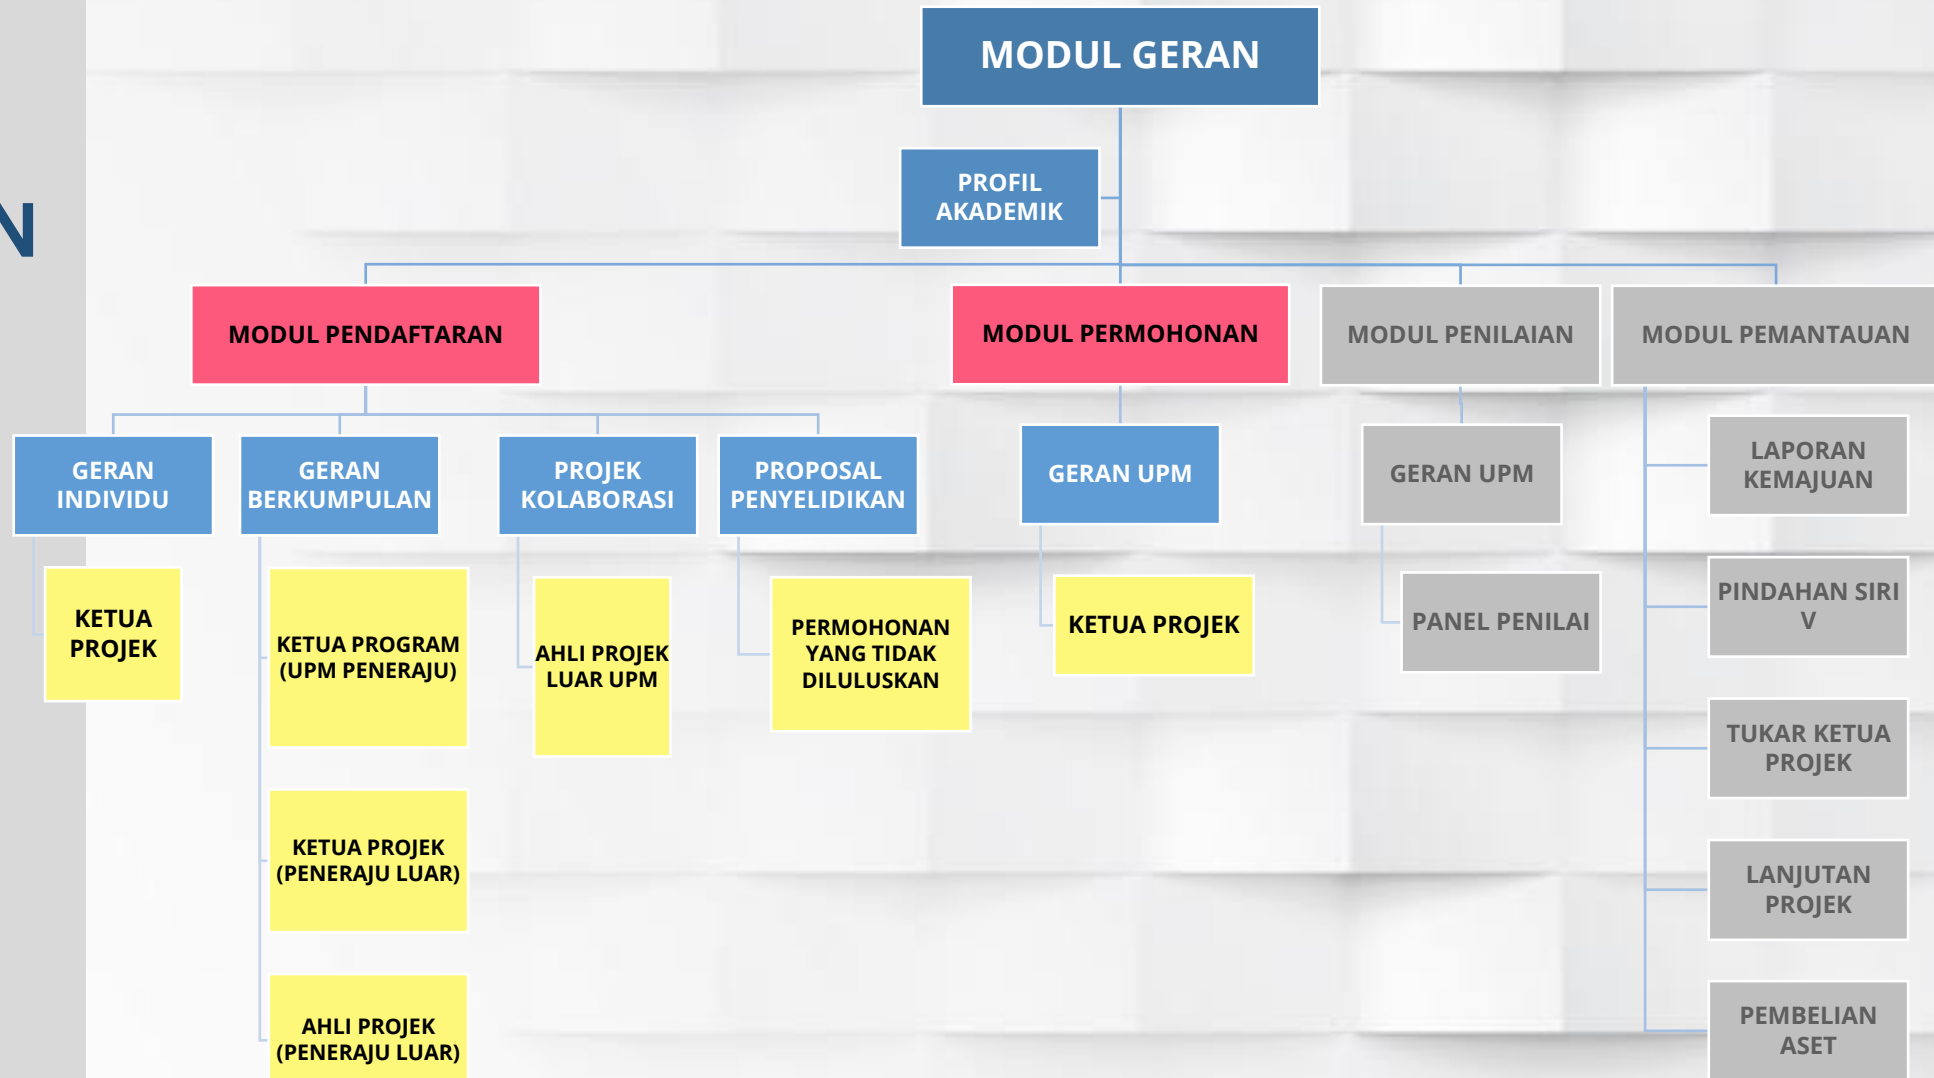 MODUL GERAN
PROFIL
AKADEMIK
N
MODUL PENDAFTARAN
MODUL PERMOHONAN
MODUL PENILAIAN
MODUL PEMANTAUAN
GERAN
INDIVIDU
GERAN
BERKUMPULAN
PROJEK
KOLABORASI
PROPOSAL
PENYELIDIKAN
GERAN UPM
GERAN UPM
LAPORAN
KEMAJUAN
KETUA
PROJEK
KETUA PROGRAM
(UPM PENERAJU)
AHLI PROJEK
LUAR UPM
PERMOHONAN
YANG TIDAK
DILULUSKAN
KETUA PROJEK
PANEL PENILAI
PINDAHAN SIRI
V
TUKAR KETUA
PROJEK
KETUA PROJEK
(PENERAJU LUAR)
LANJUTAN
PROJEK
AHLI PROJEK
(PENERAJU LUAR)
PEMBELIAN
ASET